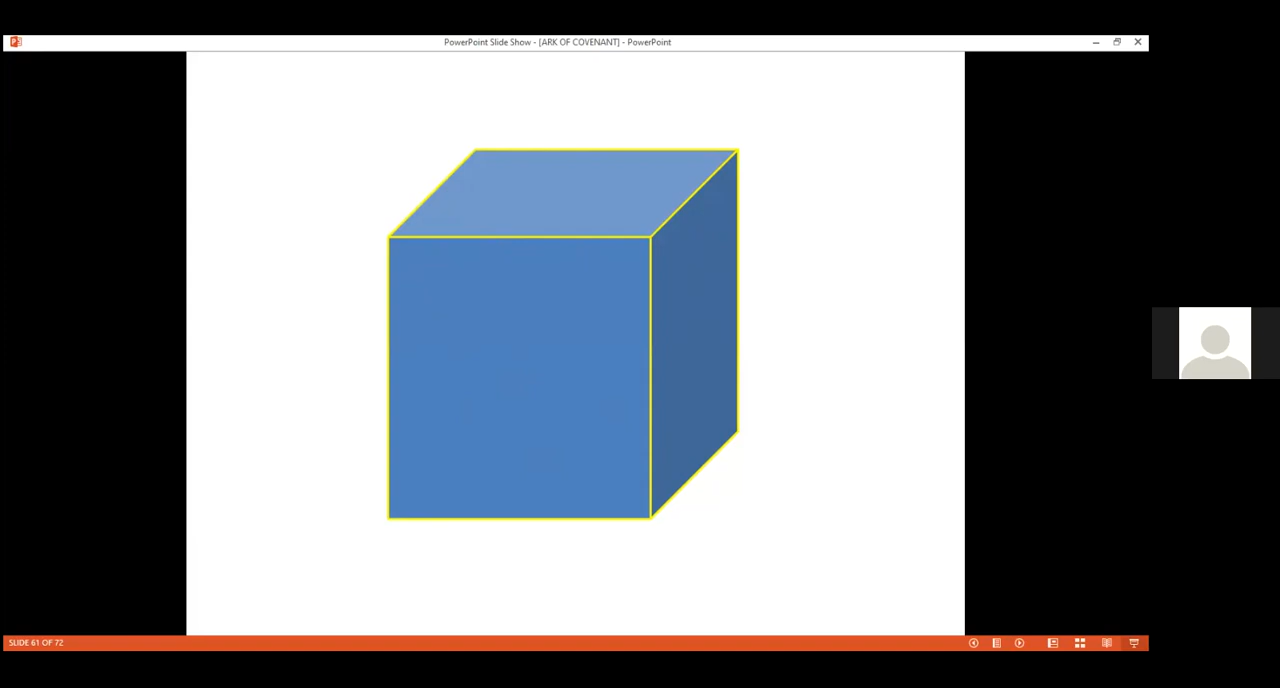 PowerPoint Slide Show - [ARK OF COVENANT] - PowerPoint
SLIDE 61 OF 72